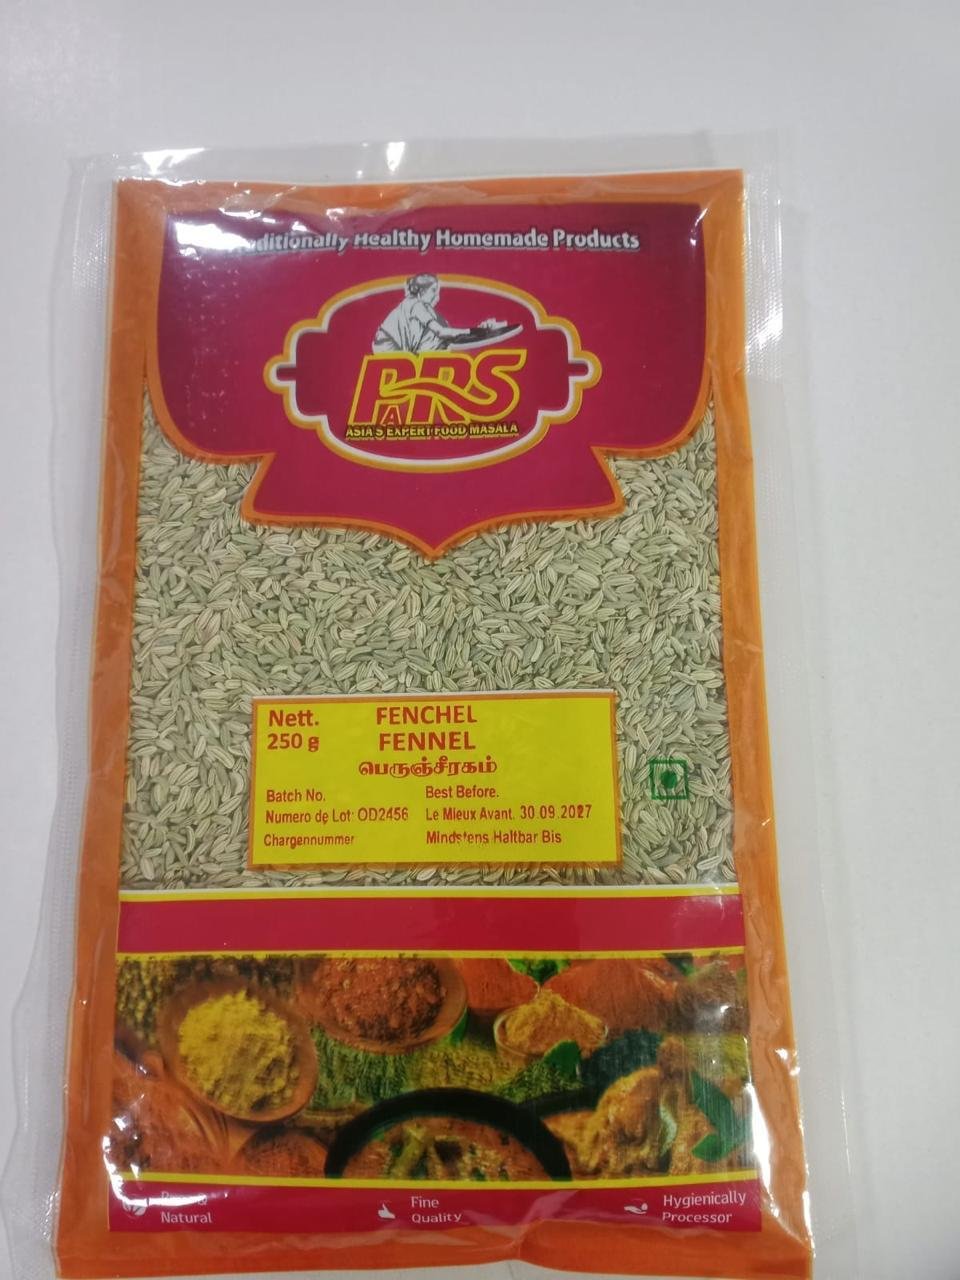 Healthy Homemade Products
PARS
ASIA'S EXPERT FOOD MASALA
Nett. FENCHEL
250 g FENNEL
பெருஞ்சீரகம்
Batch No. Best Before.
Numero de Lot: OD2456 Le Mieux Avant. 30.09.2027
Chargennummer Mindstens Haltbar Bis
Natural
Fine
Quality
Hygienically
Processor